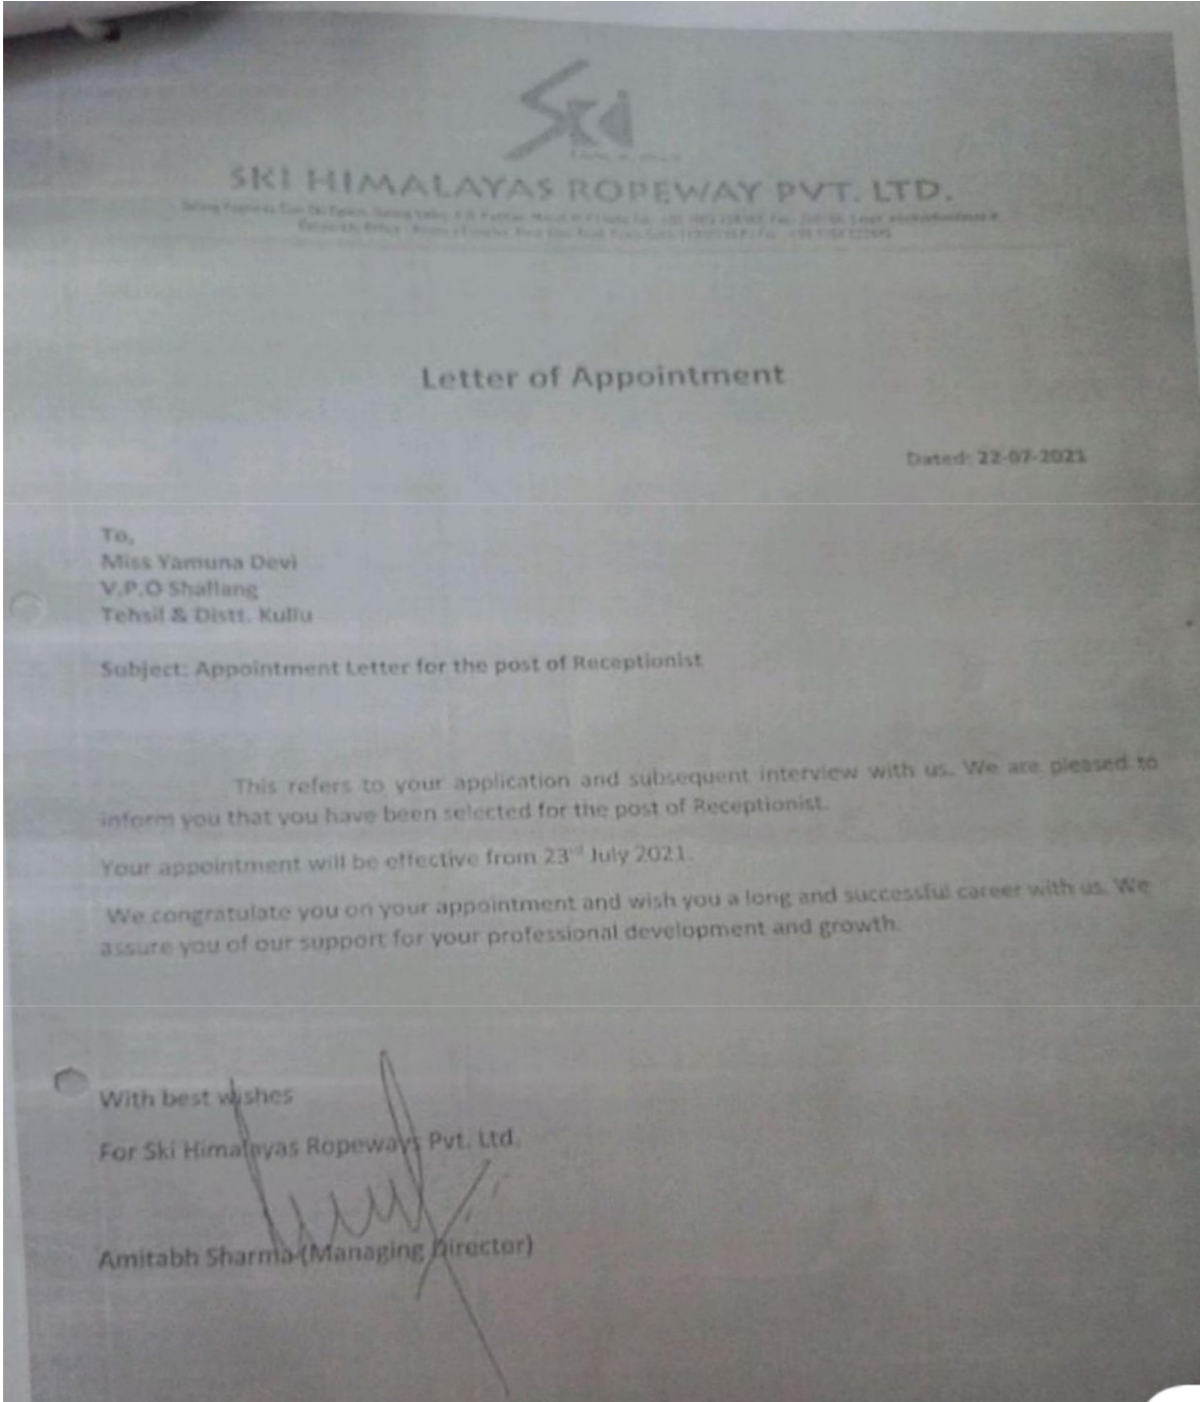 Ski
SKI HIMALAYAS ROPEWAY PVT. LTD.
Letter of Appointment
Dated: 22-07-2021
To,
Miss Yamuna Devi
V.P.O Shallang
Tehsil & Distt. Kullu
Subject: Appointment Letter for the post of Receptionist
This refers to your application and subsequent interview with us. We are pleased to
inform you that you have been selected for the post of Receptionist.
Your appointment will be effective from 23rd July 2021.
We congratulate you on your appointment and wish you a long and successful career with us. We
assure you of our support for your professional development and growth.
With best wishes
For Ski Himalayas Ropeways Pvt. Ltd.
Amitabh Sharma (Managing Director)